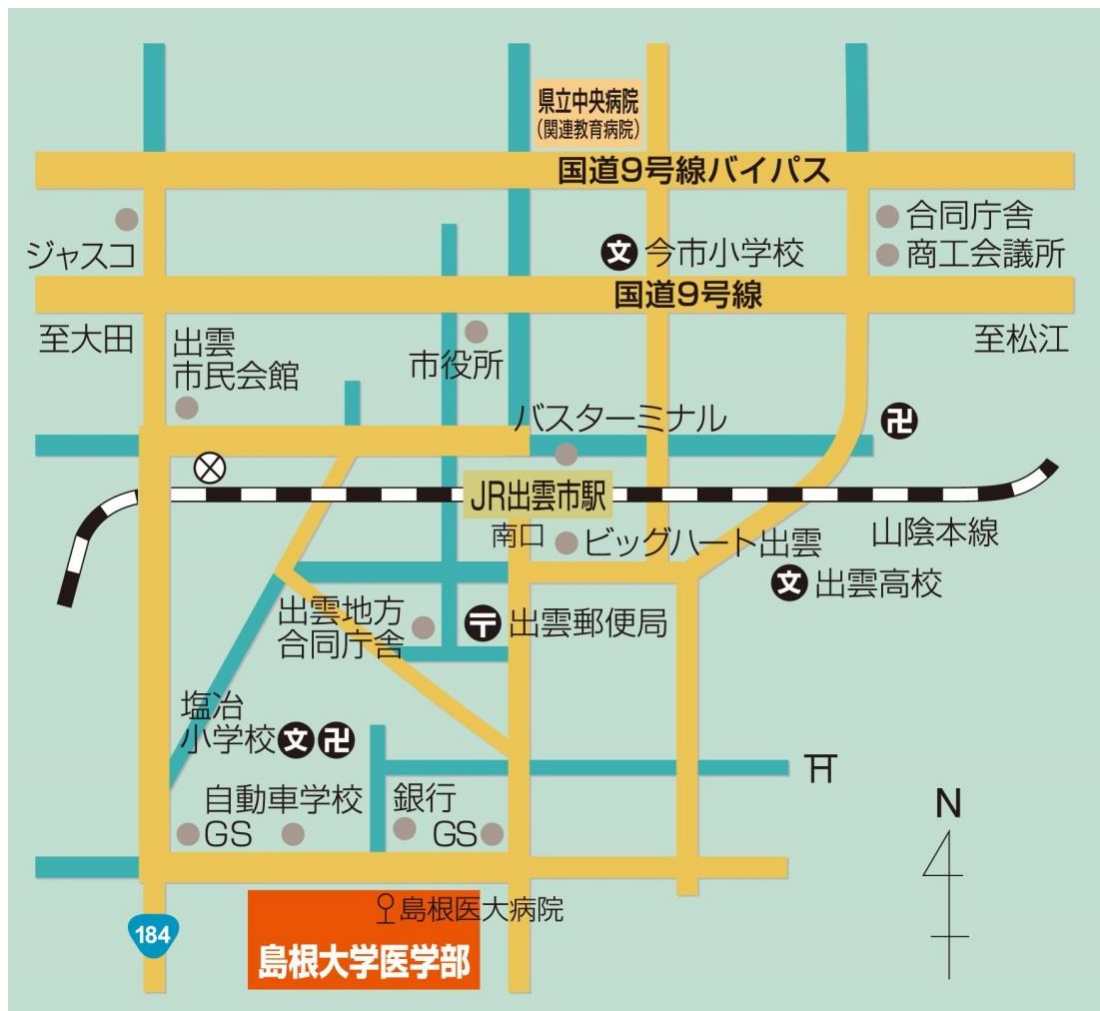 県立中央病院
(関連教育病院)
国道9号線バイパス
ジャスコ
合同庁舎
商工会議所
文 今市小学校
国道9号線
至大田
至松江
出雲
市民会館
市役所
バスターミナル
卍
JR出雲市駅
南口
ビッグハート出雲
山陰本線
文 出雲高校
出雲地方
合同庁舎
〒 出雲郵便局
塩冶
小学校 文 卍
自動車学校
GS
銀行
GS
N
島根医大病院
184
島根大学医学部